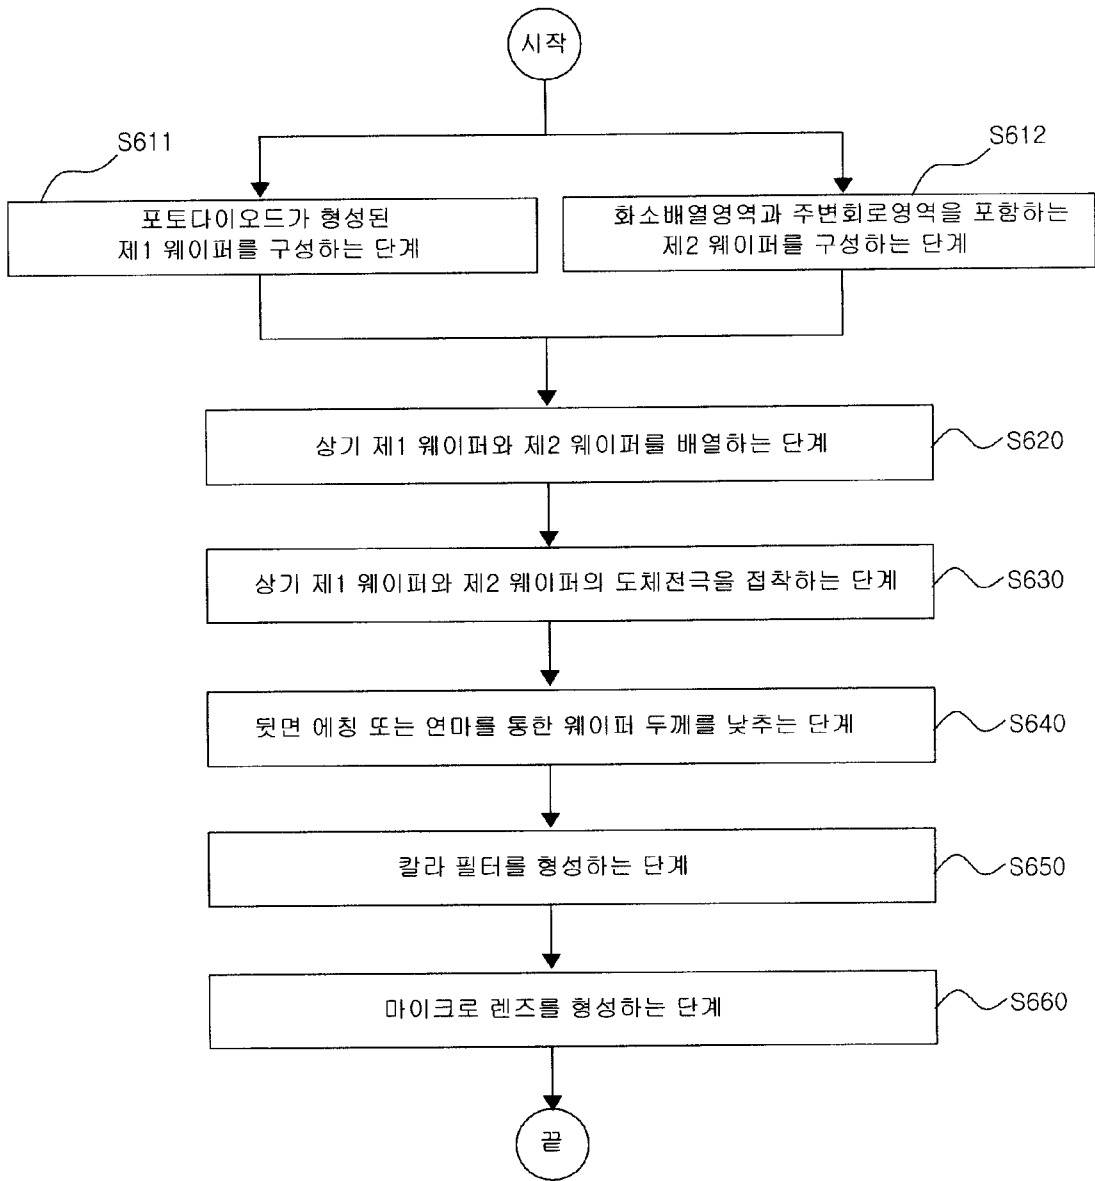 시작
S611
S612
포토다이오드가 형성된
제1 웨이퍼를 구성하는 단계
화소배열영역과 주변회로영역을 포함하는
제2 웨이퍼를 구성하는 단계
상기 제1 웨이퍼와 제2 웨이퍼를 배열하는 단계
S620
상기 제1 웨이퍼와 제2 웨이퍼의 도체전극을 접착하는 단계
S630
뒷면 에칭 또는 연마를 통한 웨이퍼 두께를 낮추는 단계
S640
칼라 필터를 형성하는 단계
S650
마이크로 렌즈를 형성하는 단계
S660
끝